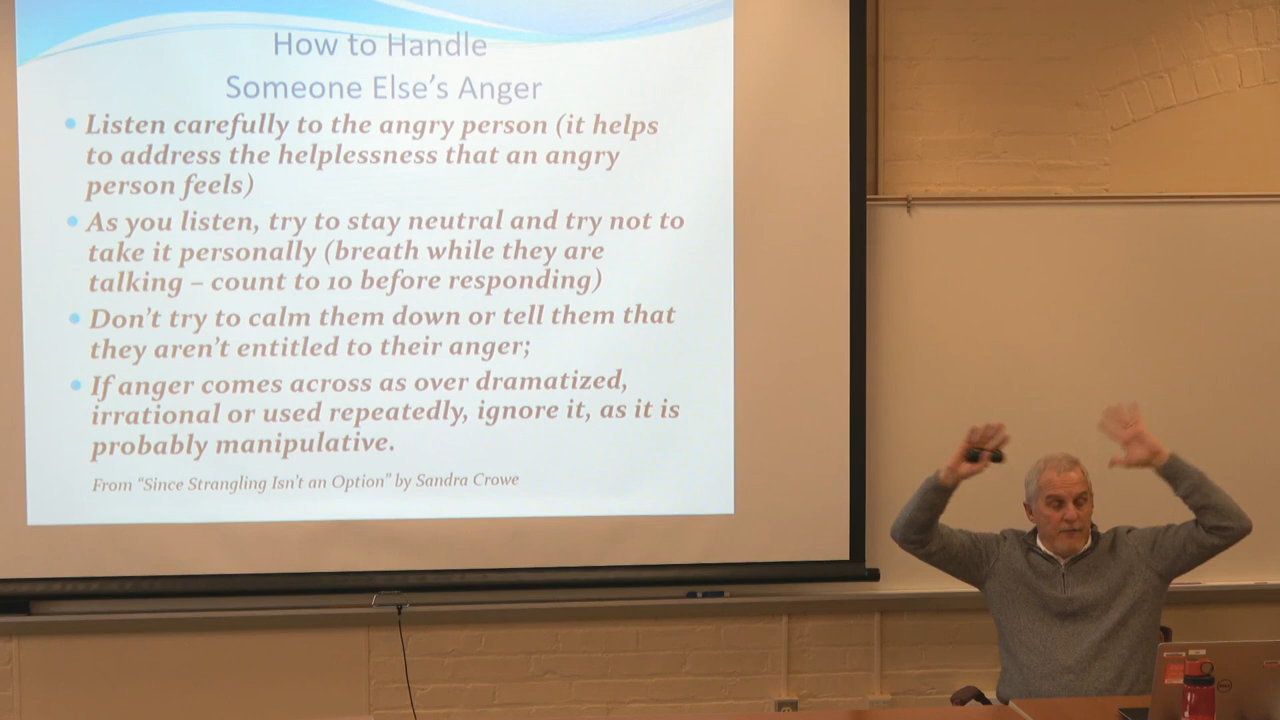 How to Handle
Someone Else's Anger
• Listen carefully to the angry person (it helps
to address the helplessness that an angry
person feels)
• As you listen, try to stay neutral and try not to
take it personally (breath while they are
talking – count to 10 before responding)
• Don't try to calm them down or tell them that
they aren't entitled to their anger;
• If anger comes across as over dramatized,
irrational or used repeatedly, ignore it, as it is
probably manipulative.
From "Since Strangling Isn't an Option" by Sandra Crowe
DELL